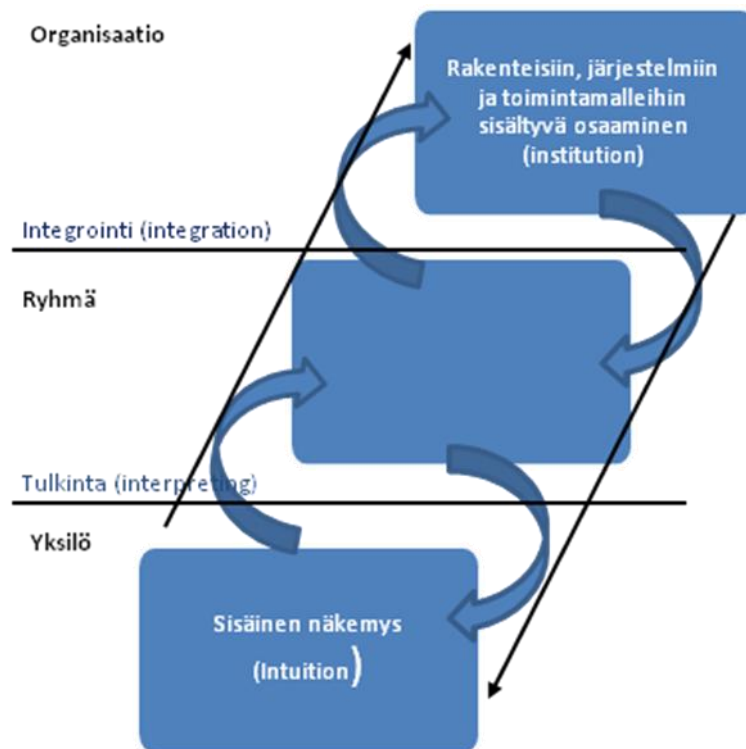 Organisaatio
Rakenteisiin, järjestelmiin
ja toimintamalleihin
sisältyvä osaaminen
(institution)
Integrointi (integration)
Ryhmä
Tulkinta (interpreting)
Yksilö
Sisäinen näkemys
(Intuition)